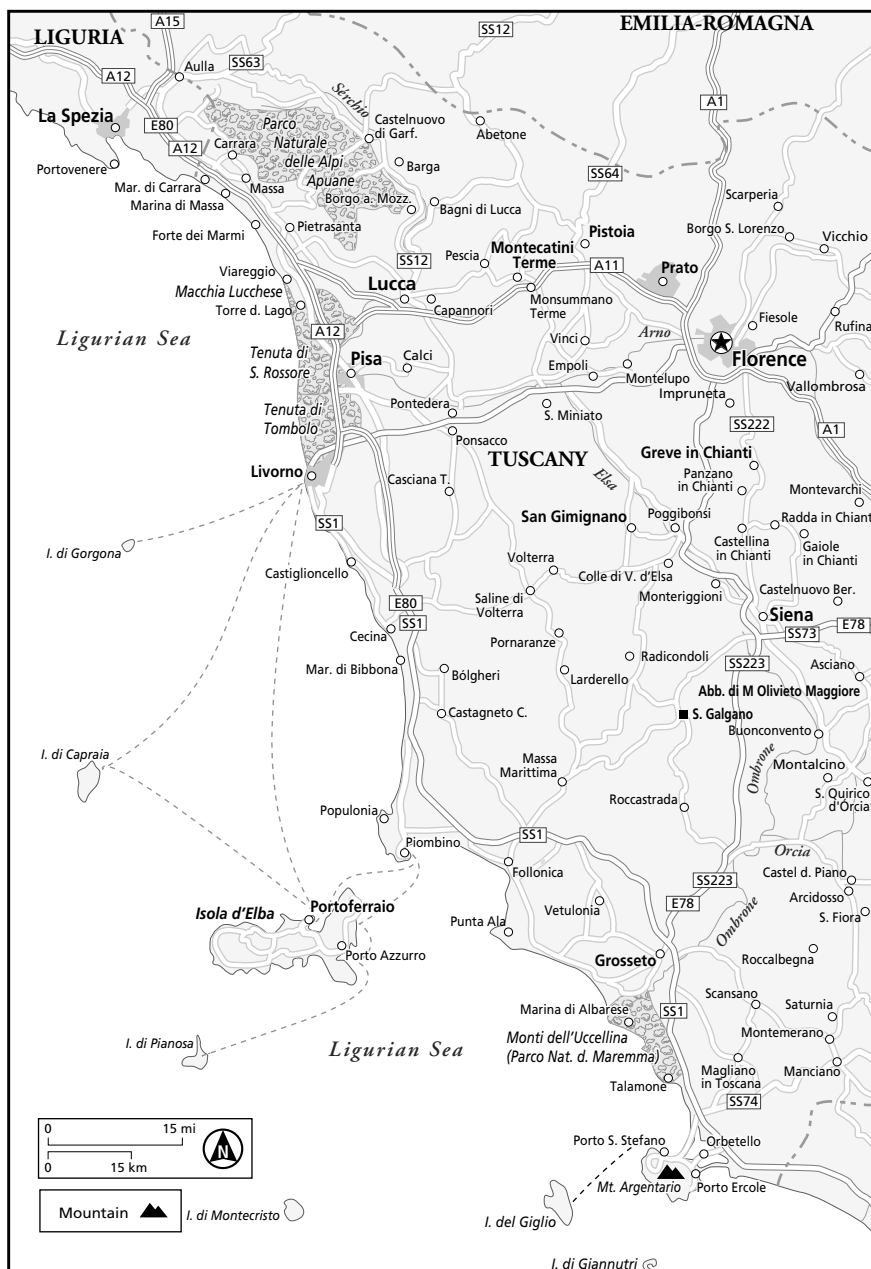 EMILIA-ROMAGNA
LIGURIA
A15
SS12
SS63
Aulla
A12
A1
La Spezia
E80
Sérchio
Castelnuovo
di Garf.
Abetone
Parco
Naturale
delle Alpi
Apuane
Carrara
A12
Portovenere
Barga
SS64
Mar. di Carrara
Massa
Marina di Massa
Borgo a. Mozz.
Bagni di Lucca
Scarperia
Forte dei Marmi
Pietrasanta
Pistoia
Borgo S. Lorenzo
Vicchio
SS12
Pescia
Montecatini
Terme
A11
Prato
Viareggio
Lucca
Macchia Lucchese
Torre d. Lago
Capannori
Monsummano
Terme
A12
Fiesole
Rufina
Ligurian Sea
Vinci
Arno
Florence
Tenuta di
S. Rossore
Pisa
Calci
Empoli
Montelupo
Vallombrosa
Impruneta
Tenuta di
Tombolo
Pontedera
S. Miniato
SS222
A1
Ponsacco
TUSCANY
Greve in Chianti
Livorno
Casciana T.
Elsa
Panzano
in Chianti
Montevarchi
SS1
San Gimignano
Poggibonsi
Radda in Chiant
I. di Gorgona
Castellina
in Chianti
Gaiole
in Chianti
Castiglioncello
Volterra
Colle di V. d'Elsa
Saline di
Volterra
Monteriggioni
Castelnuovo Ber.
E80
SS1
Siena
Cecina
Pornaranze
SS73
E78
Mar. di Bibbona
Bólgheri
Larderello
Radicondoli
SS223
Asciano
Abb. di M Olivieto Maggiore
Castagneto C.
S. Galgano
Buonconvento
I. di Capraia
Massa
Marittima
Ombrone
Montalcino
Roccastrada
S. Quirico
d'Órcia
Populonia
SS1
Piombino
Orcia
Follonica
SS223
Castel d. Piano
Arcidosso
Isola d'Elba
Portoferraio
E78
Vetulonia
Ombrone
S. Fiora
Punta Ala
Porto Azzurro
Grosseto
Roccalbegna
Scansano
Saturnia
Marina di Albarese
SS1
I. di Pianosa
Ligurian Sea
Monti dell'Uccellina
(Parco Nat. d. Maremma)
Montemerano
Magliano
in Toscana
Manciano
Talamone
SS74
0 15 mi
N
0 15 km
Porto S. Stefano
Orbetello
Mt. Argentario
Porto Ercole
Mountain
I. di Montecristo
I. del Giglio
I. di Giannutri